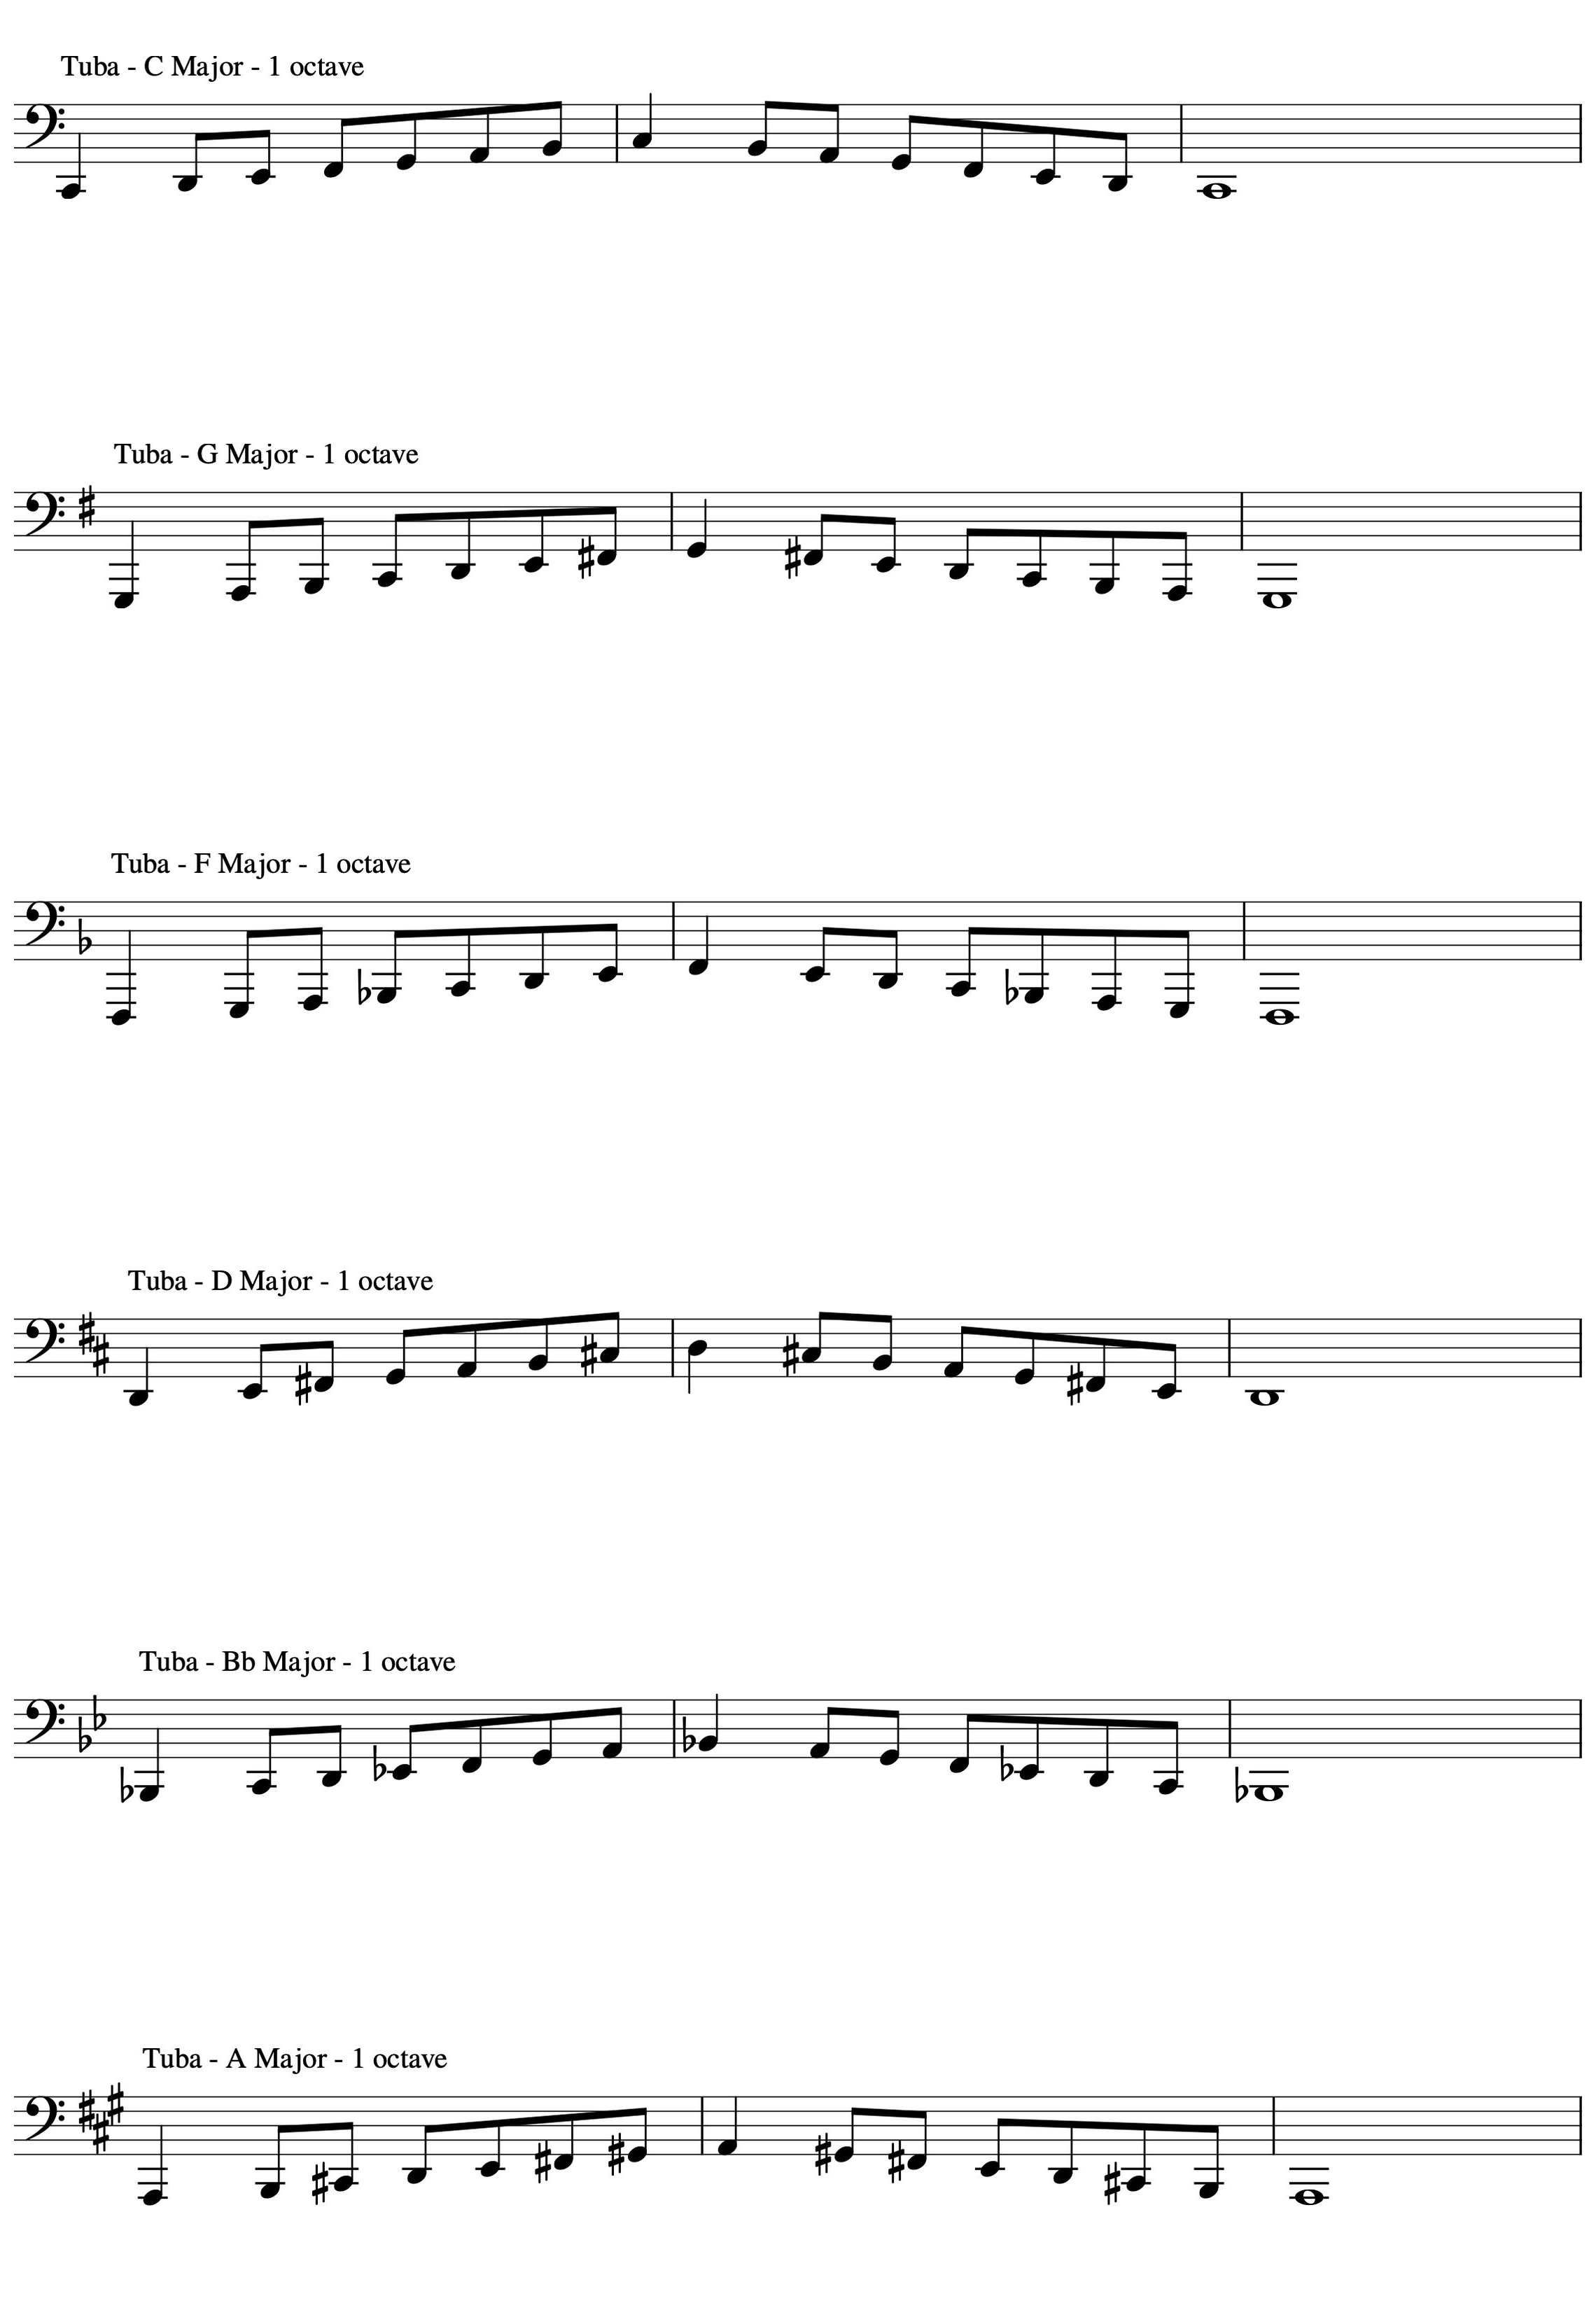 Tuba - C Major - 1 octave
Tuba - G Major - 1 octave
Tuba - F Major - 1 octave
Tuba - D Major - 1 octave
Tuba - Bb Major - 1 octave
Tuba - A Major - 1 octave